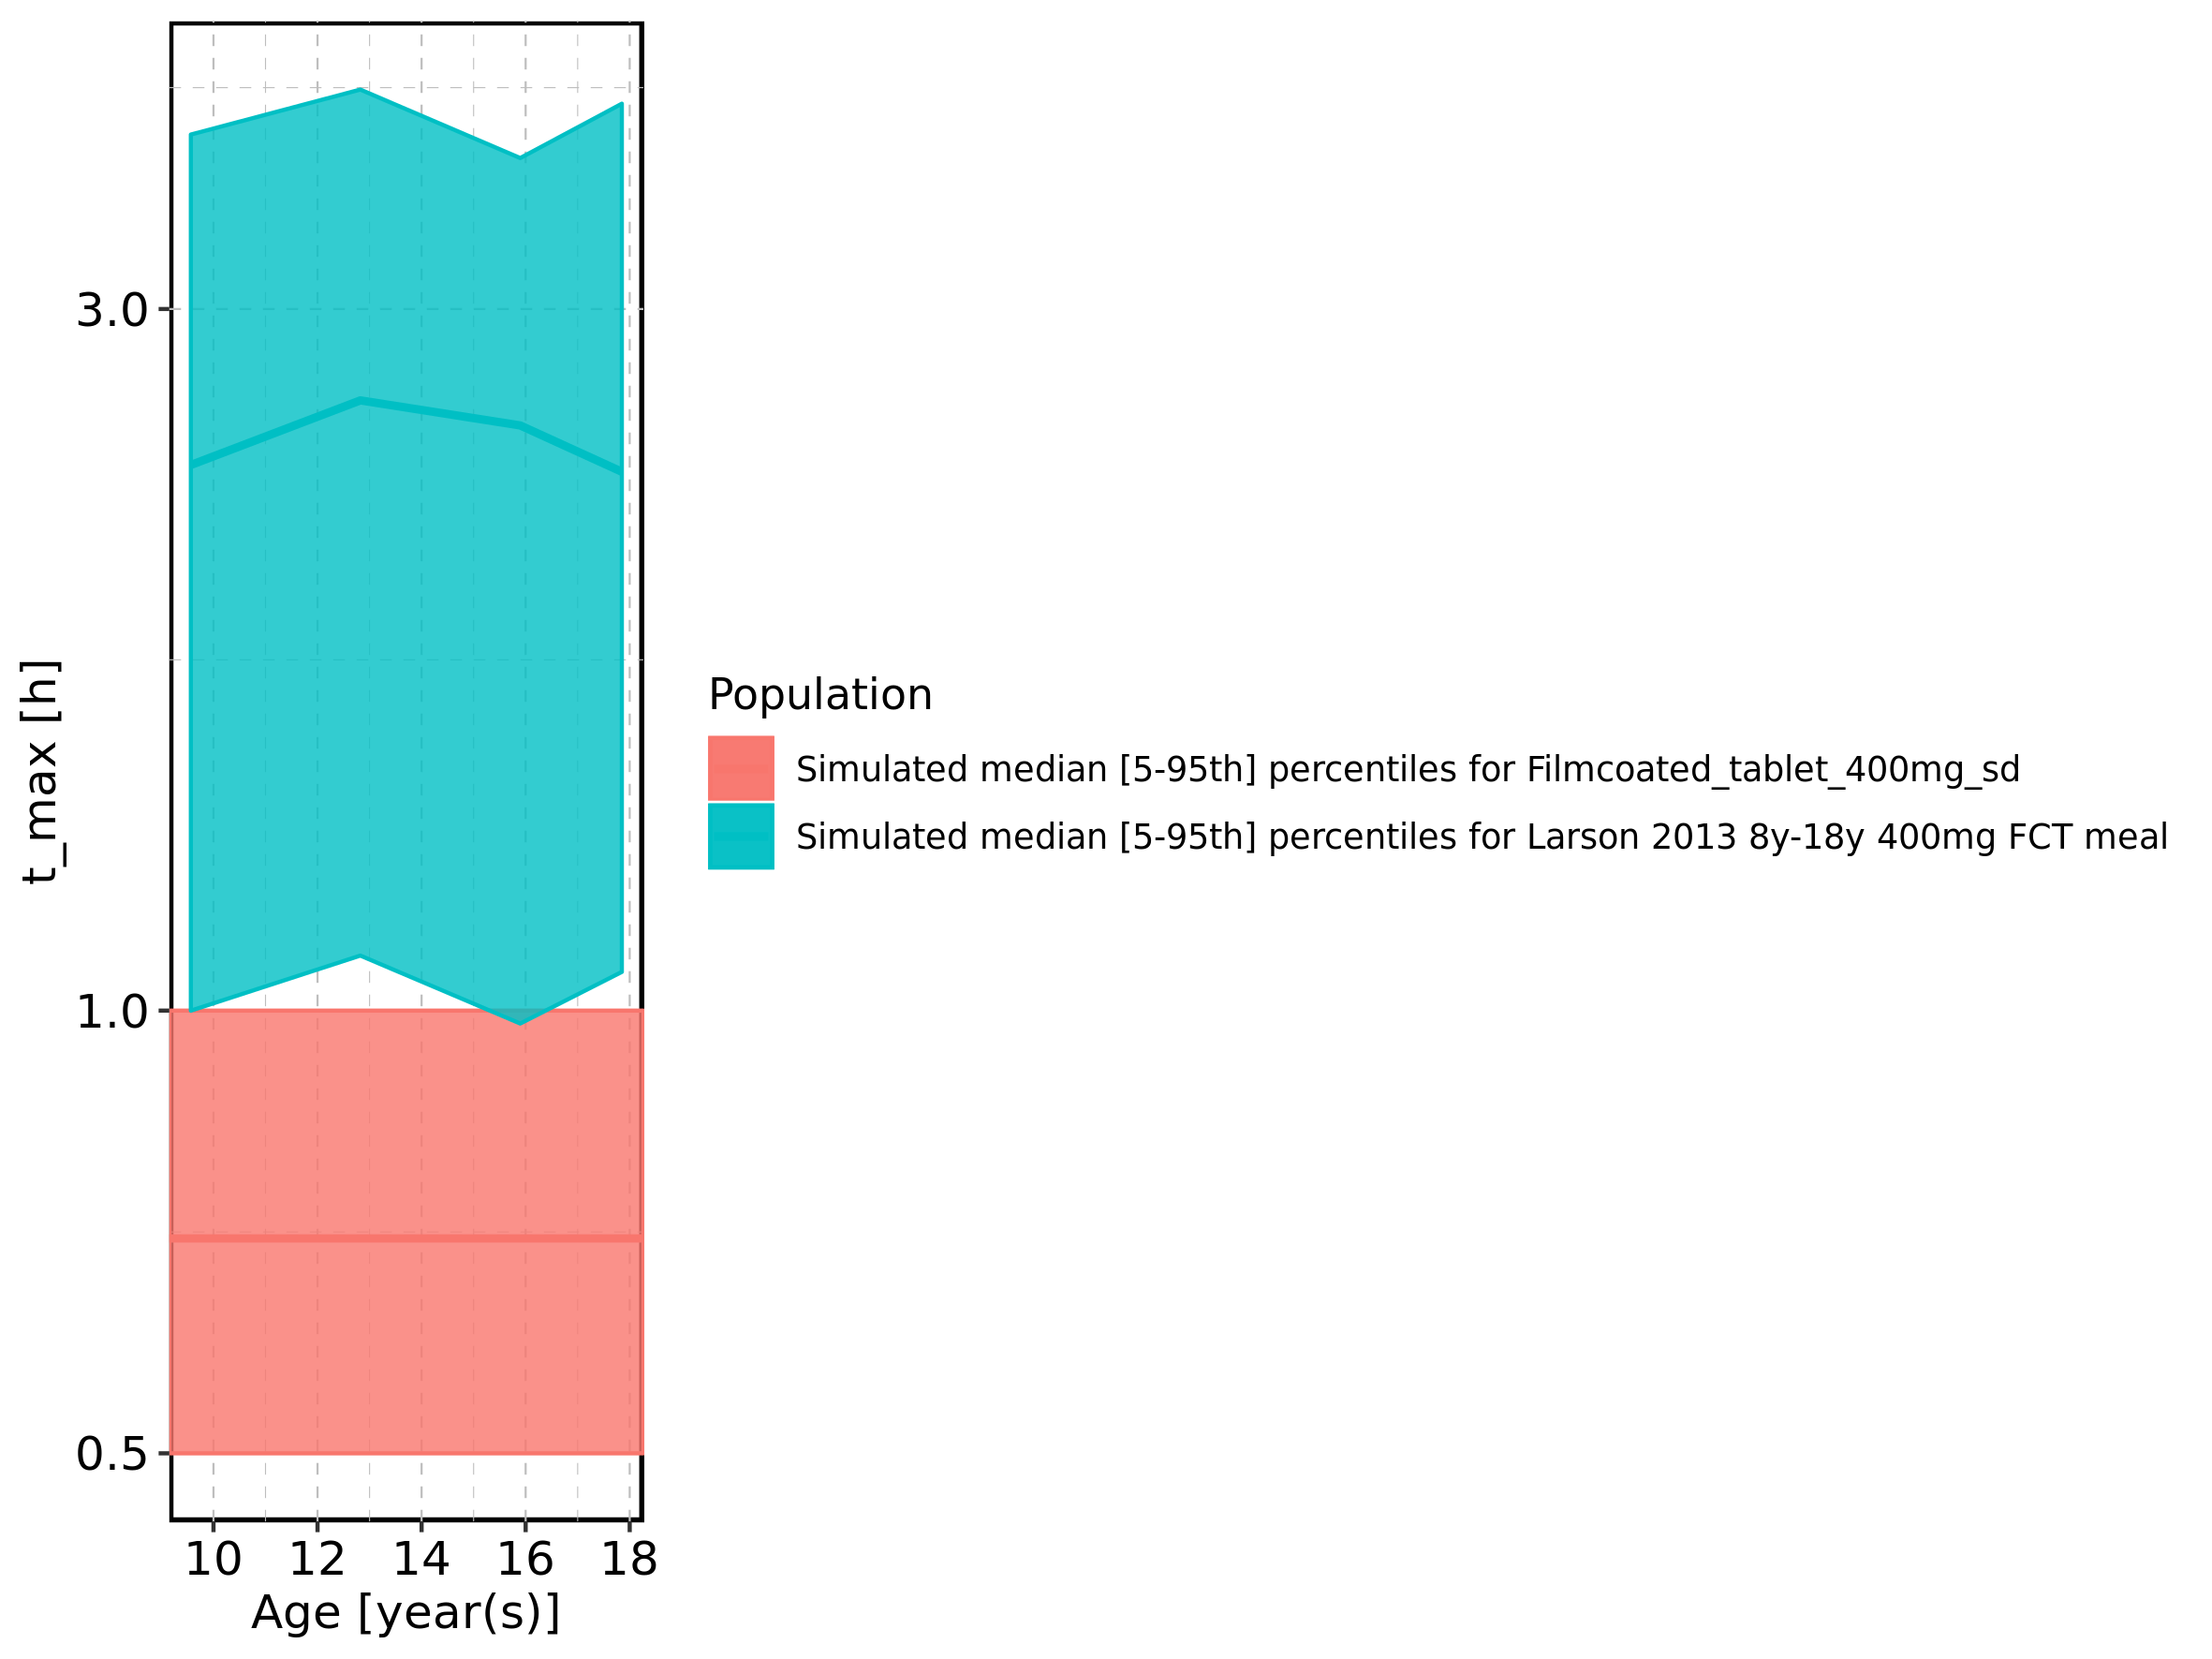 t_max [h]
3.0
1.0
0.5
10 12 14 16 18
Age [year(s)]
Population
Simulated median [5-95th] percentiles for Filmcoated_tablet_400mg_sd
Simulated median [5-95th] percentiles for Larson 2013 8y-18y 400mg FCT meal